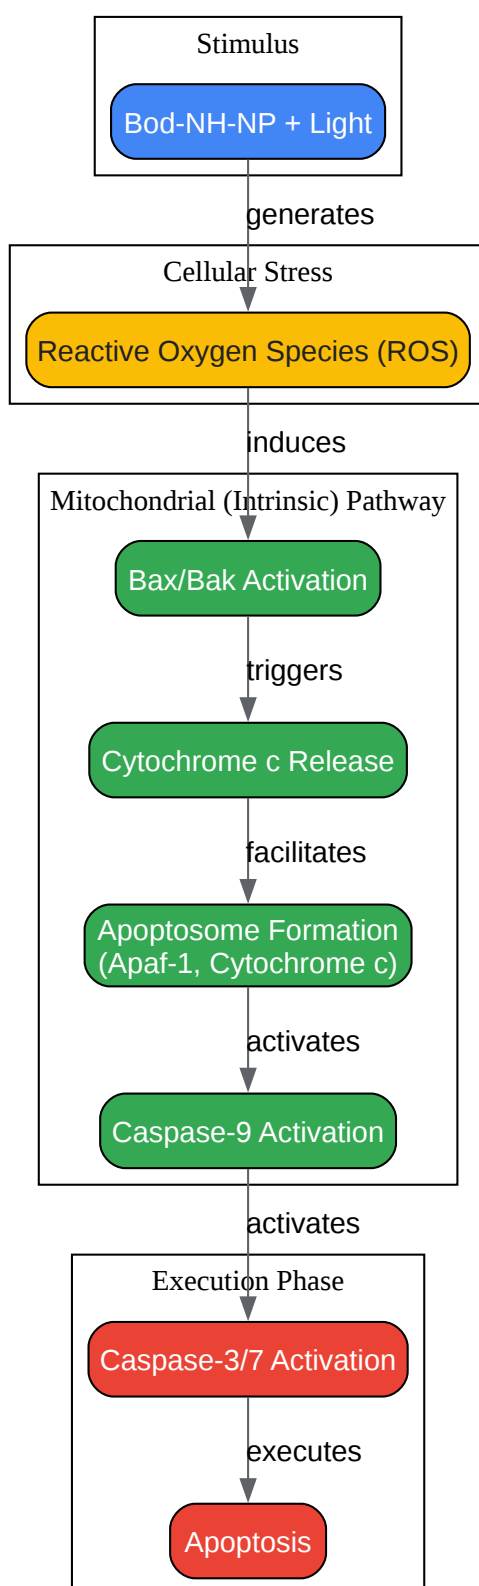 Stimulus
Bod-NH-NP + Light
generates
Cellular Stress
Reactive Oxygen Species (ROS)
induces
Mitochondrial (Intrinsic) Pathway
Bax/Bak Activation
triggers
Cytochrome c Release
facilitates
Apoptosome Formation
(Apaf-1, Cytochrome c)
activates
Caspase-9 Activation
activates
Execution Phase
Caspase-3/7 Activation
executes
Apoptosis